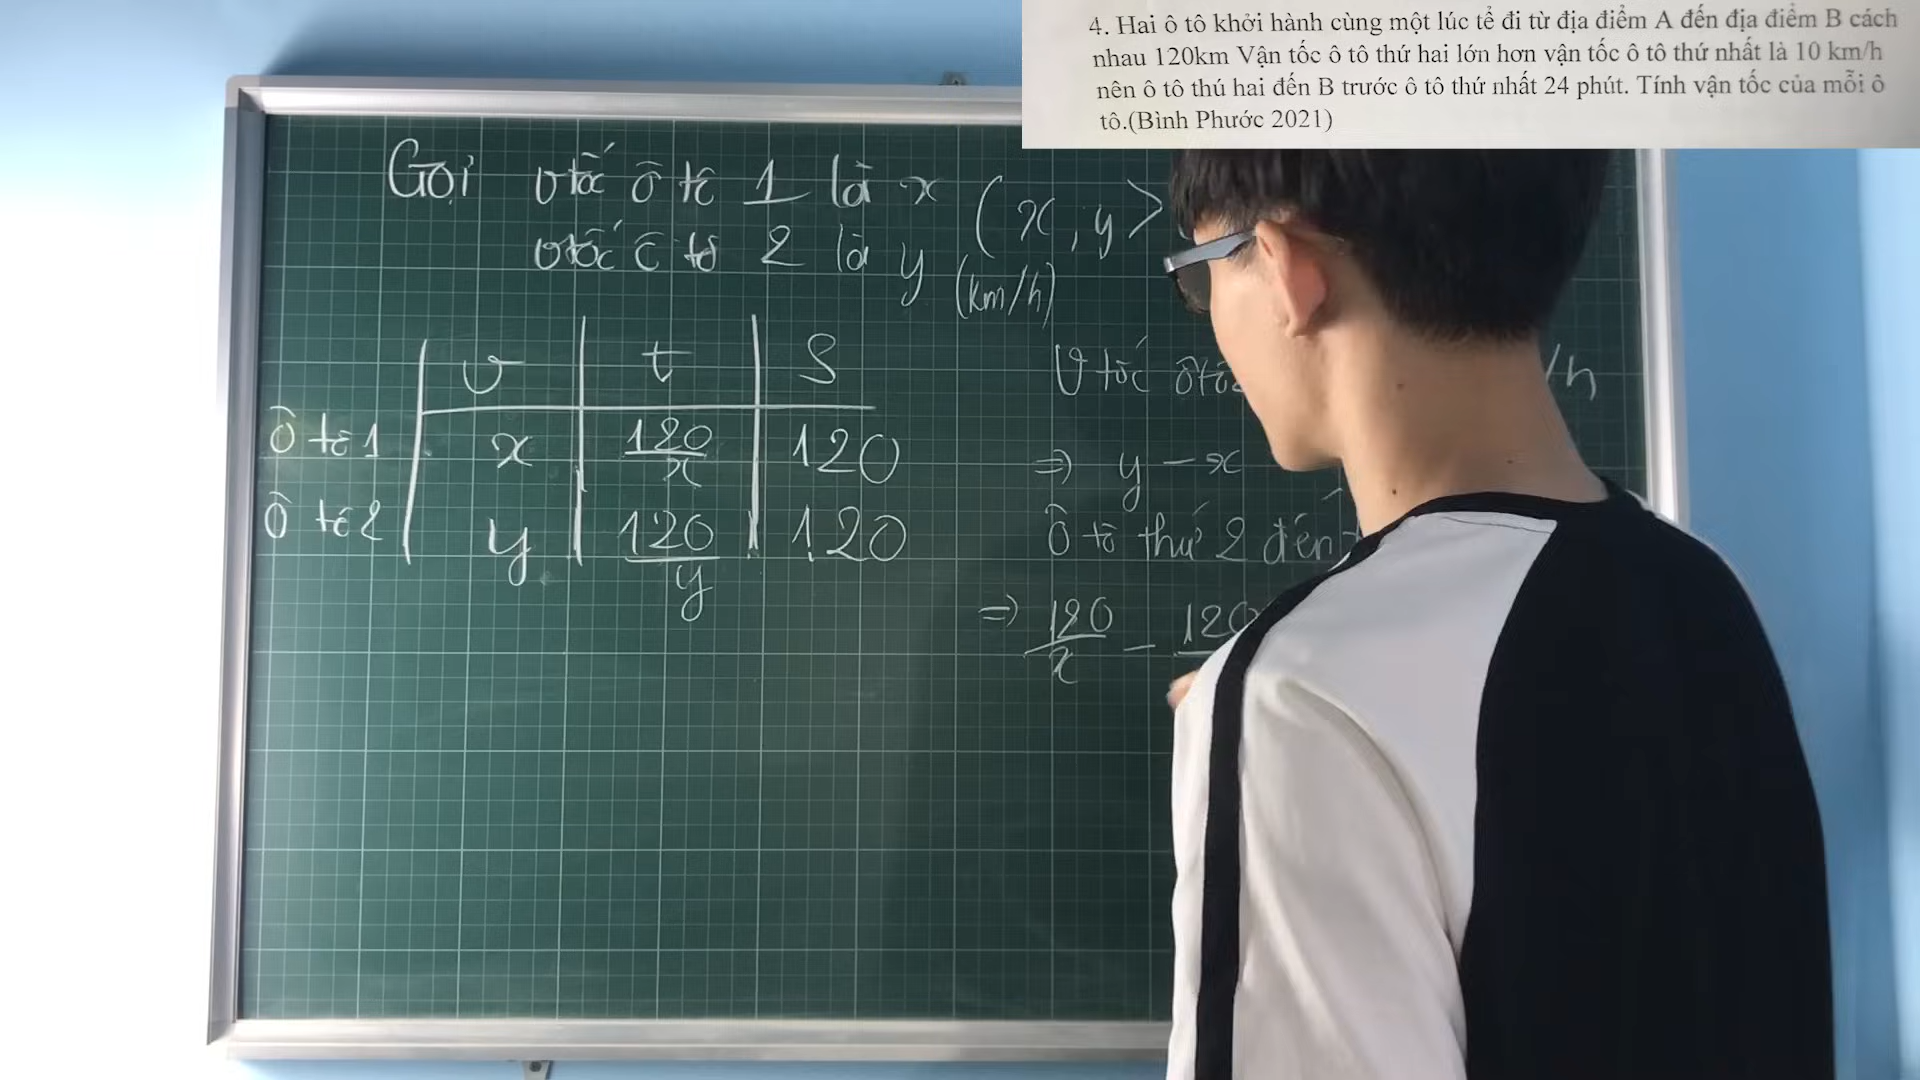 4. Hai ô tô khởi hành cùng một lúc tể đi từ địa điểm A đến địa điểm B cách
nhau 120km Vận tốc ô tô thứ hai lớn hơn vận tốc ô tô thứ nhất là 10 km/h
nên ô tô thú hai đến B trước ô tô thứ nhất 24 phút. Tính vận tốc của mỗi ô
tô.(Bình Phước 2021)
Gọi vtốc ô tô 1 là x
vtốc ô tô 2 là y
(x, y >
(km/h)
v t S
Ô tô 1 x 120/x 120
Ô tô 2 y 120/y 120
V tốc ôtô /h
=> y - x
Ô tô thứ 2 đến
=> 120/x - 120